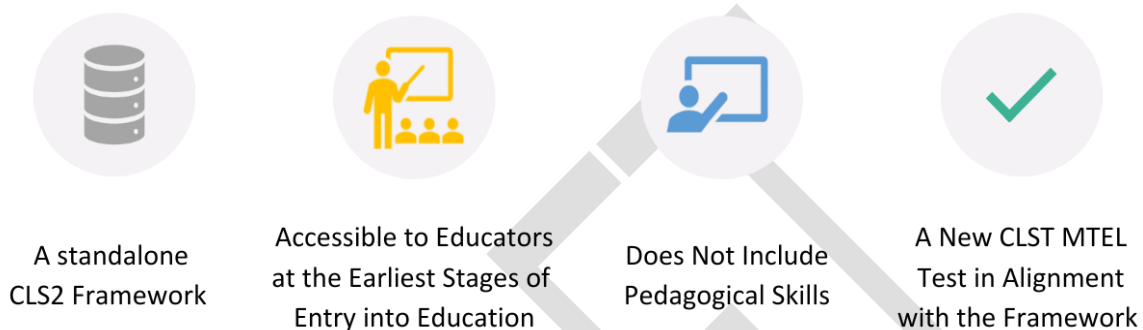 A standalone
CLS2 Framework
Accessible to Educators
at the Earliest Stages of
Entry into Education
Does Not Include
Pedagogical Skills
A New CLST MTEL
Test in Alignment
with the Framework